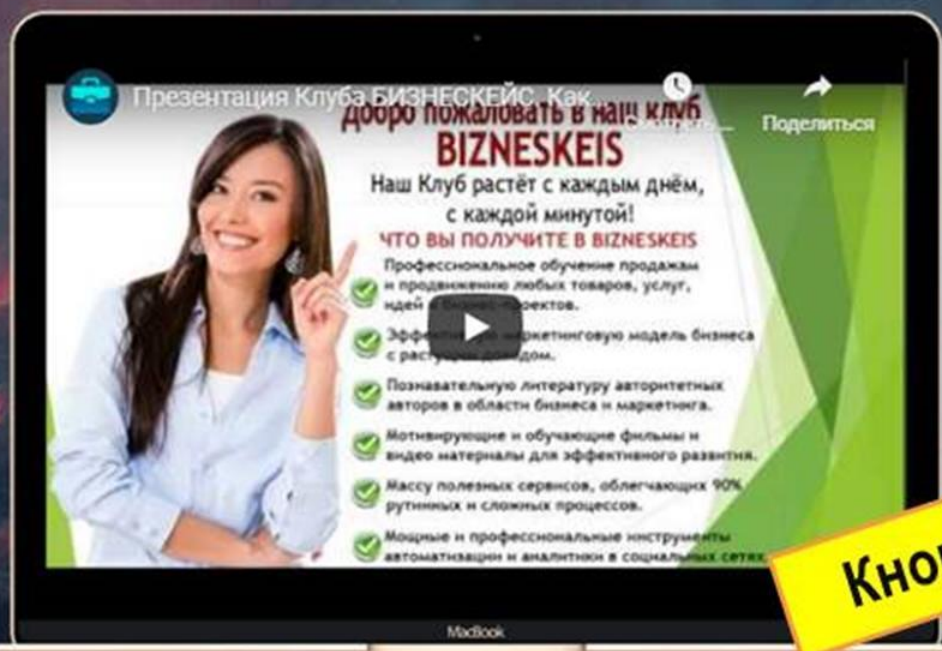 Презентация Клуба БИЗНЕСКЕЙС. Как...
Поделиться
Добро пожаловать в наш клуб
BIZNESKEIS
Наш Клуб растёт с каждым днём,
с каждой минутой!
ЧТО ВЫ ПОЛУЧИТЕ В BIZNESKEIS
Профессиональное обучение продажам
и продвижению любых товаров, услуг,
идей
маркетинговую модель бизнеса
с
Познавательную литературу авторитетных
авторов в области бизнеса и маркетинга.
Мотивирующие и обучающие фильмы и
видео материалы для эффективного развития.
Массу полезных сервисов, облегчающих 90%
рутинных и сложных процессов.
Мощные и профессиональные инструменты
автоматизации и аналитики в социальных сетях
MacBook
Кно